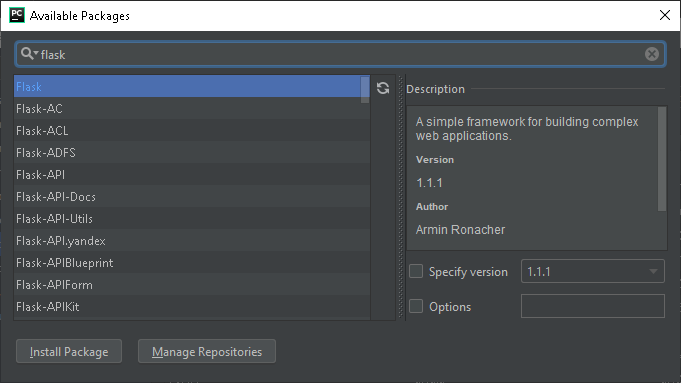 PC
Available Packages
flask
Flask
Flask-AC
Flask-ACL
Flask-ADFS
Flask-API
Flask-API-Docs
Flask-API-Utils
Flask-API.yandex
Flask-APIBlueprint
Flask-APIForm
Flask-APIKit
Description
A simple framework for building complex
web applications.
Version
1.1.1
Author
Armin Ronacher
Specify version
1.1.1
Options
Install Package
Manage Repositories